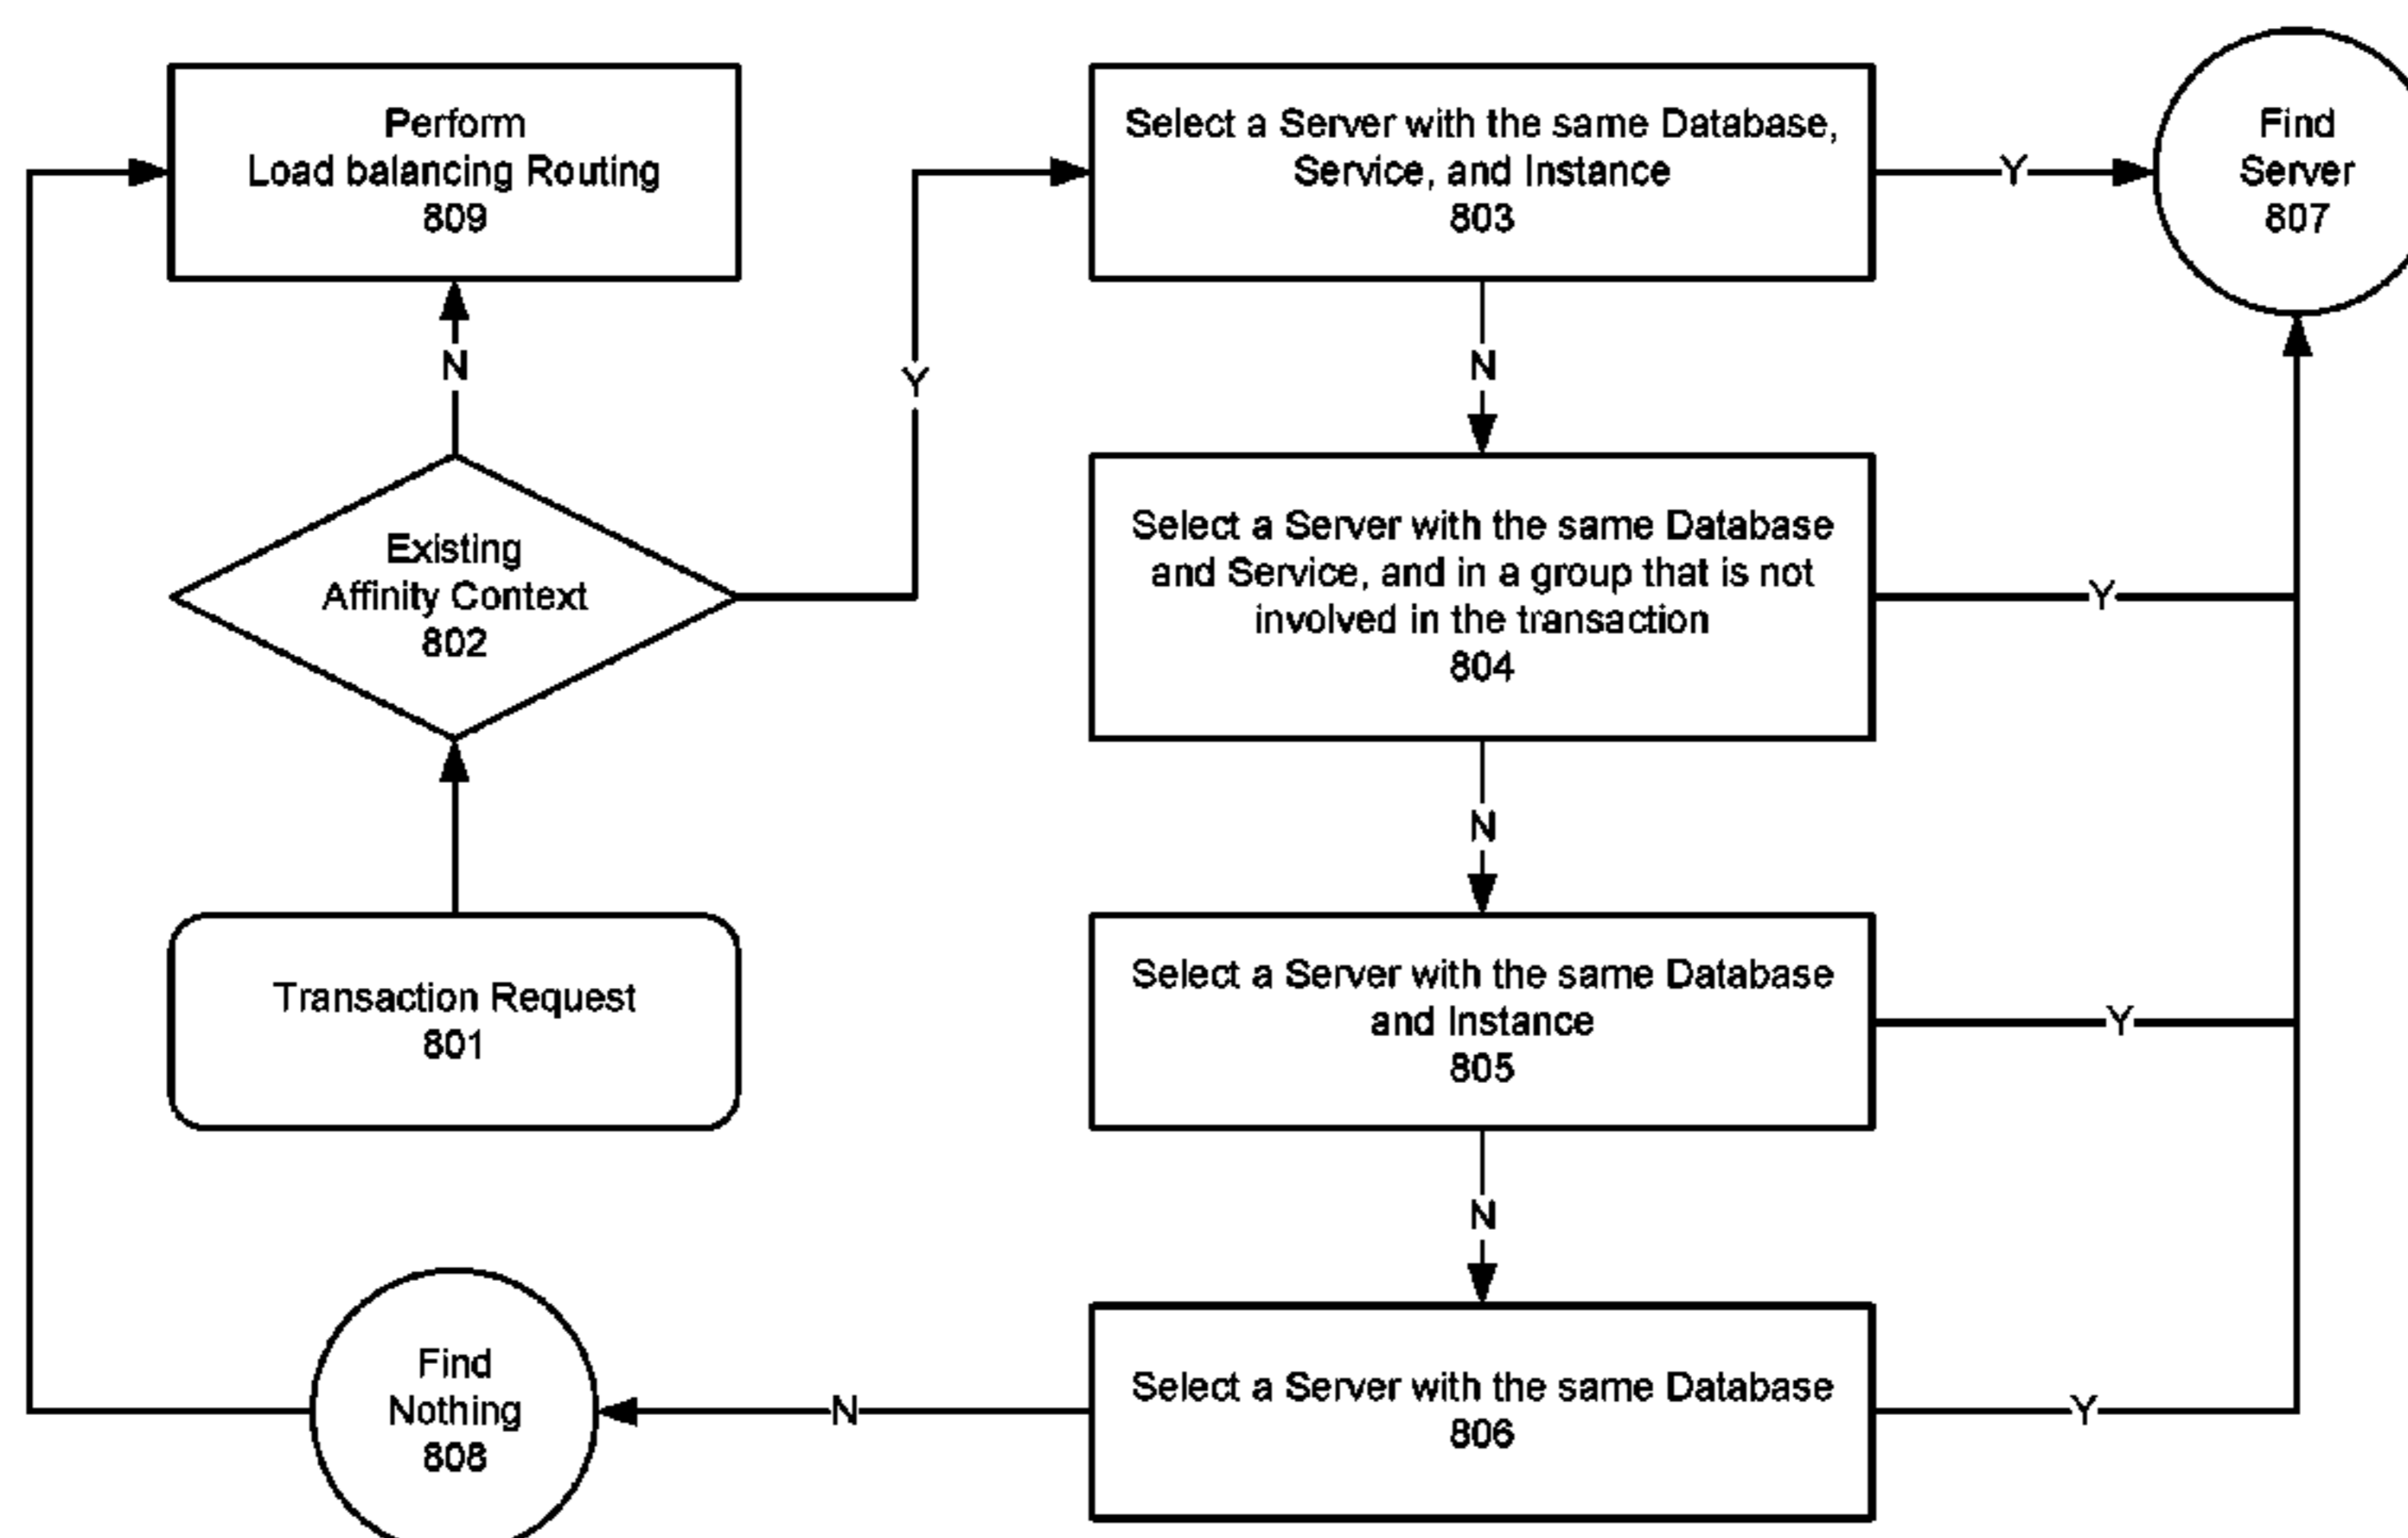 Perform
Load balancing Routing
809
N
Existing
Affinity Context
802
Transaction Request
801
Find
Nothing
808
Y
Select a Server with the same Database,
Service, and Instance
803
Y
Find
Server
807
N
Select a Server with the same Database
and Service, and in a group that is not
involved in the transaction
804
Y
N
Select a Server with the same Database
and Instance
805
Y
N
Select a Server with the same Database
806
Y
N